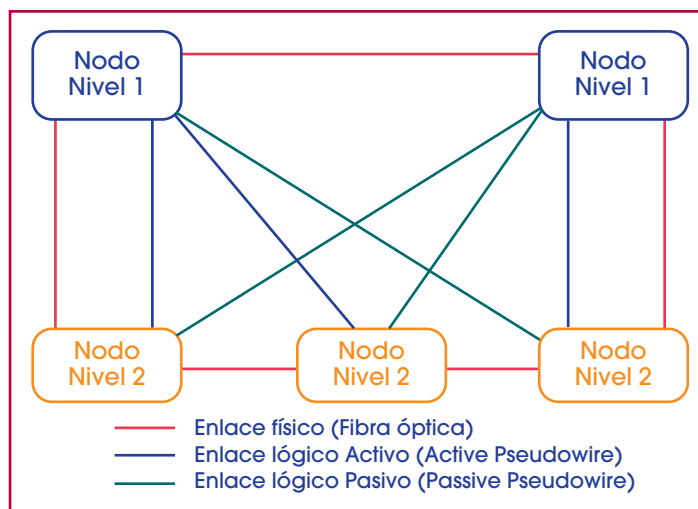 Nodo
Nivel 1
Nodo
Nivel 1
Nodo
Nivel 2
Nodo
Nivel 2
Nodo
Nivel 2
Enlace físico (Fibra óptica)
Enlace lógico Activo (Active Pseudowire)
Enlace lógico Pasivo (Passive Pseudowire)